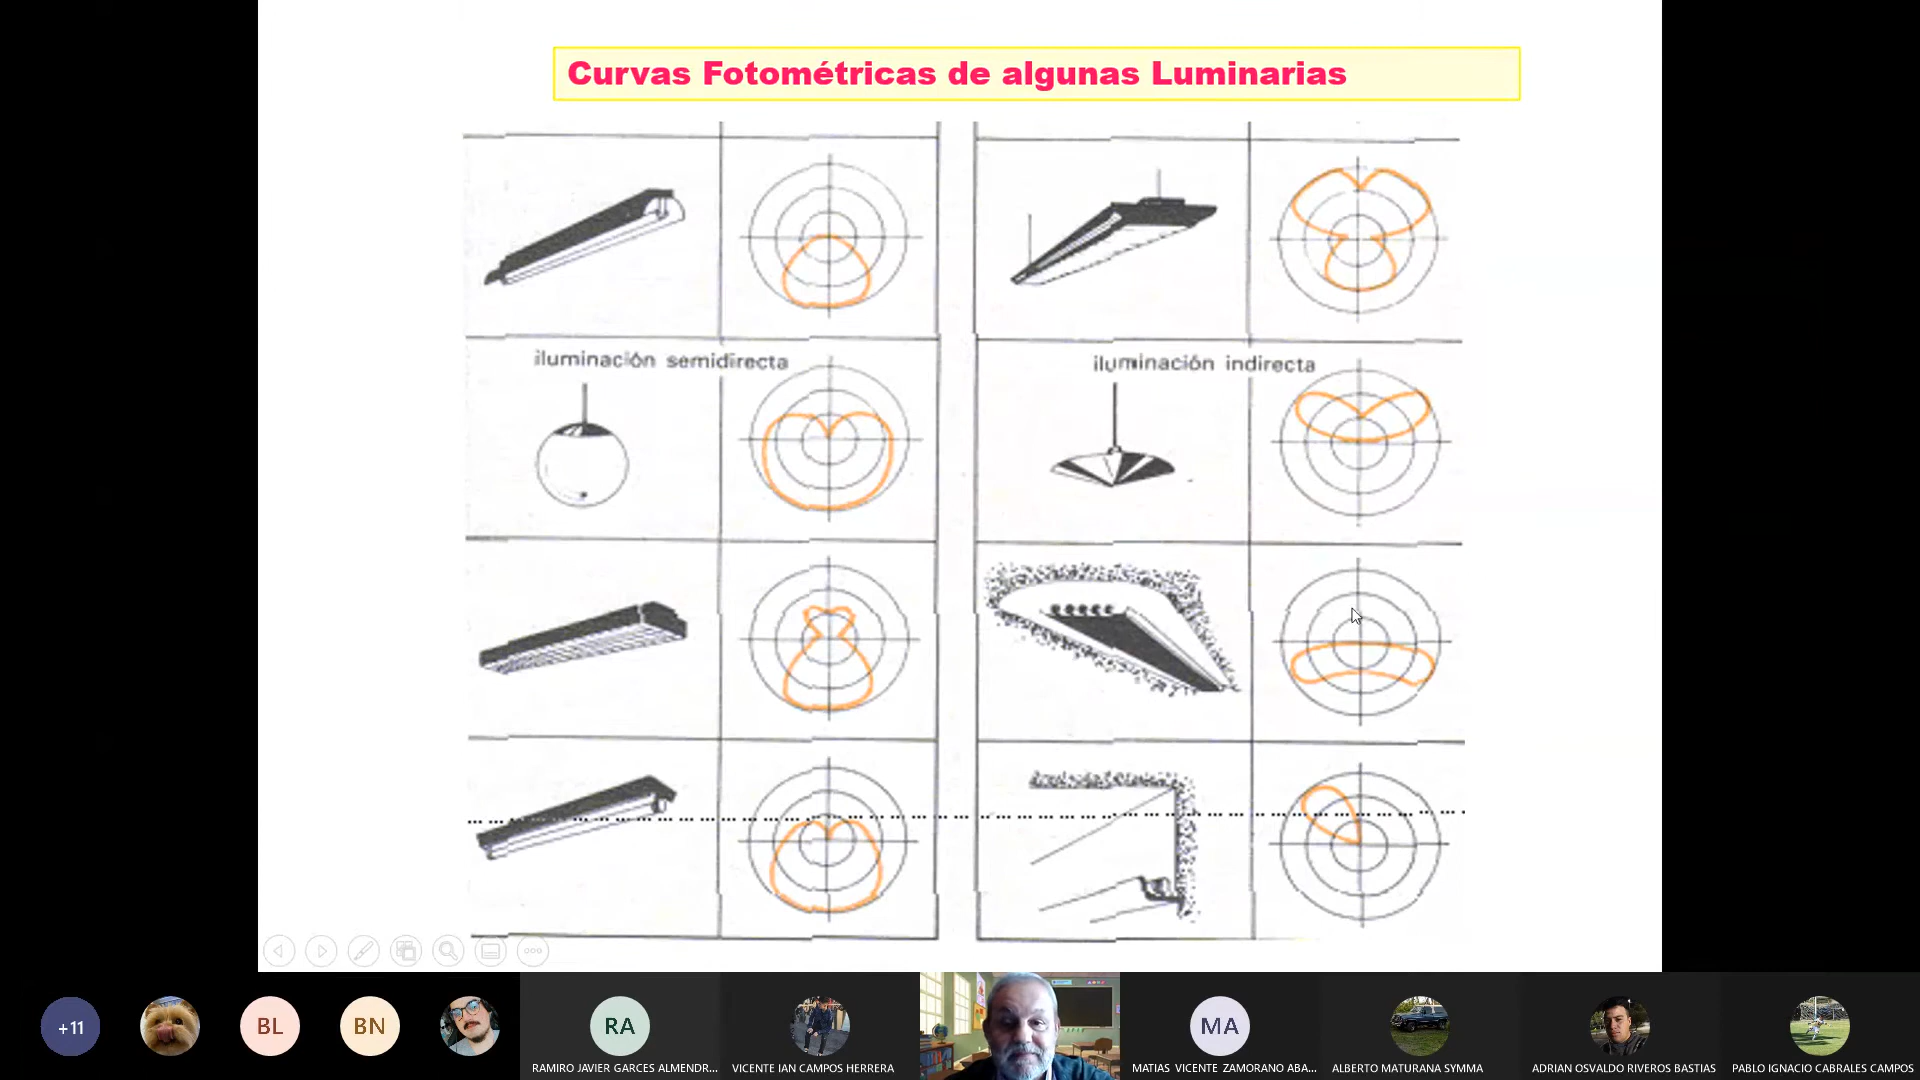 Curvas Fotométricas de algunas Luminarias
iluminación semidirecta
iluminación indirecta
+11
BL
BN
RA
MA
RAMIRO JAVIER GARCES ALMENDR...
VICENTE IAN CAMPOS HERRERA
MATIAS VICENTE ZAMORANO ABA...
ALBERTO MATURANA SYMMA
ADRIAN OSVALDO RIVEROS BASTIAS
PABLO IGNACIO CABRALES CAMPOS